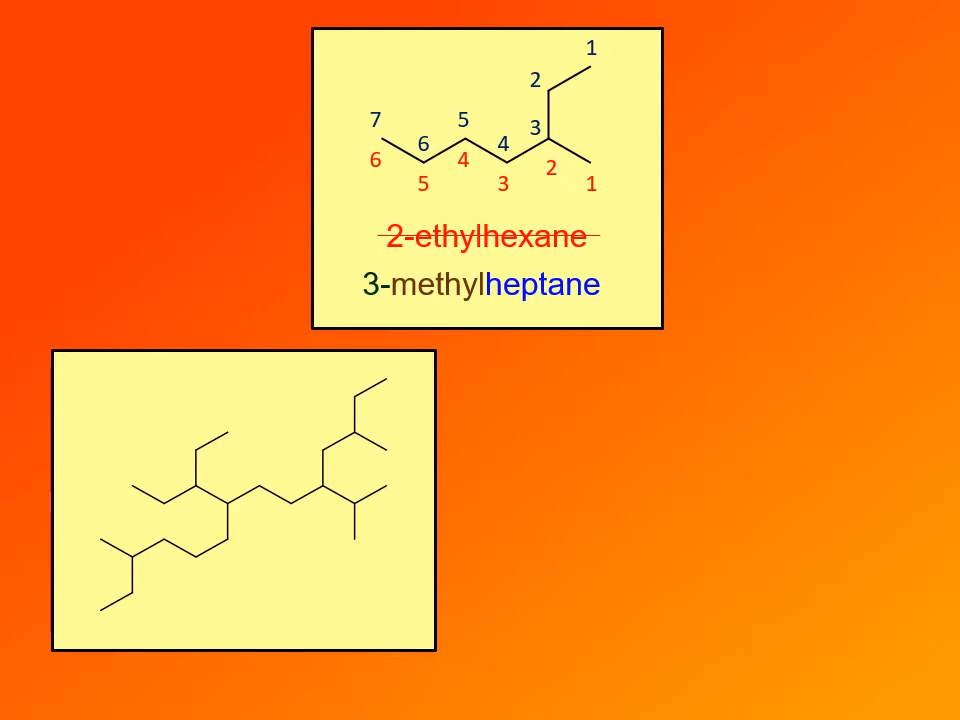 1
2
7 5 3
6 4
6 4 2
5 3 1
2-ethylhexane
3-methylheptane